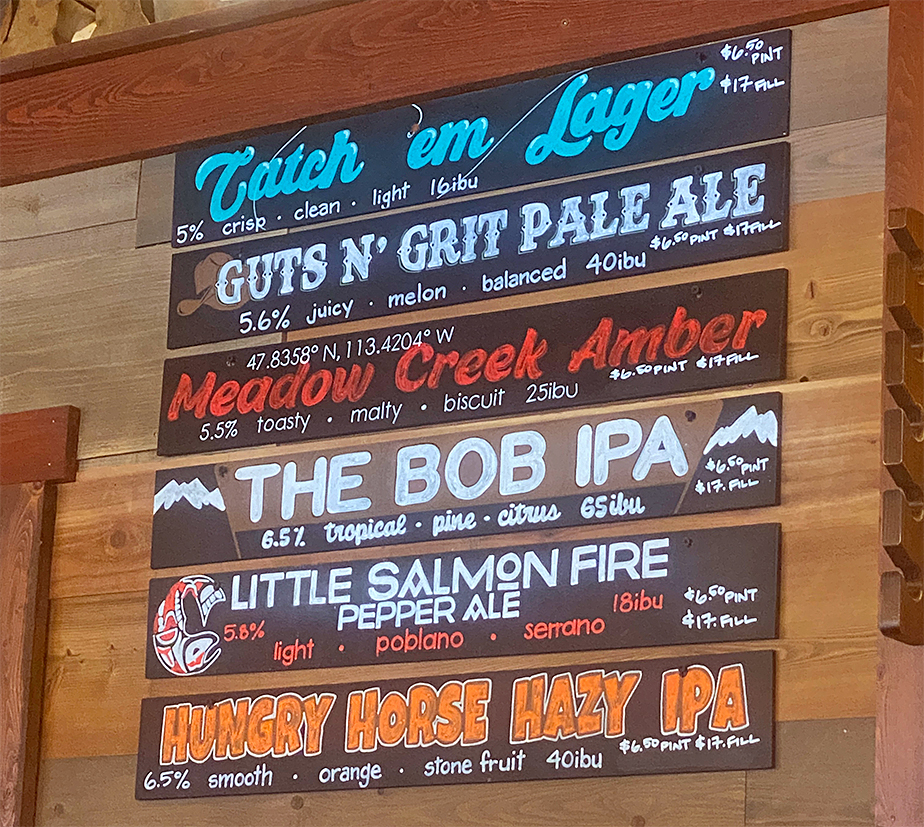 Catch 'em Lager
$6.50 PINT
$17 FILL
5% crisp · clean · light 16ibu
GUTS N' GRIT PALE ALE
$6.50 PINT $17 FILL
5.6% juicy · melon · balanced 40ibu
47.8358° N, 113.4204° W
Meadow Creek Amber
$6.50 PINT $17 FILL
5.5% toasty · malty · biscuit 25ibu
THE BOB IPA
$6.50 PINT
$17. FILL
6.5% tropical · pine · citrus 65ibu
LITTLE SALMON FIRE
PEPPER ALE
$6.50 PINT
$17. FILL
5.8% light · poblano · serrano 18ibu
HUNGRY HORSE HAZY IPA
$6.50 PINT $17. FILL
6.5% smooth · orange · stone fruit 40ibu